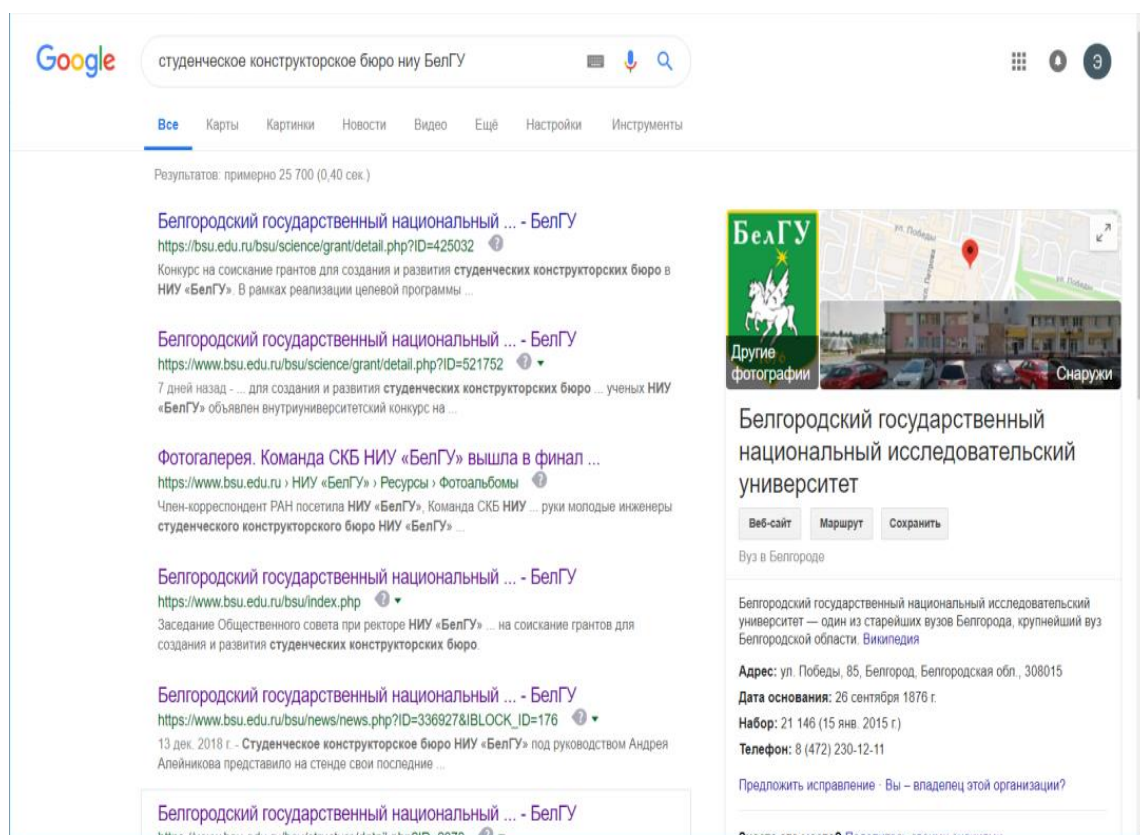 Google
студенческое конструкторское бюро ниу БелГУ
Э
Все Карты Картинки Новости Видео Ещё Настройки Инструменты
Результатов: примерно 25 700 (0,40 сек.)
Белгородский государственный национальный ... - БелГУ
https://bsu.edu.ru/bsu/science/grant/detail.php?ID=425032
Конкурс на соискание грантов для создания и развития студенческих конструкторских бюро в
НИУ «БелГУ». В рамках реализации целевой программы ...
Белгородский государственный национальный ... - БелГУ
https://www.bsu.edu.ru/bsu/science/grant/detail.php?ID=521752
7 дней назад - ... для создания и развития студенческих конструкторских бюро ... ученых НИУ
«БелГУ» объявлен внутриуниверситетский конкурс на ...
Фотогалерея. Команда СКБ НИУ «БелГУ» вышла в финал ...
https://www.bsu.edu.ru › НИУ «БелГУ» › Ресурсы › Фотоальбомы
Член-корреспондент РАН посетила НИУ «БелГУ», Команда СКБ НИУ ... руки молодые инженеры
студенческого конструкторского бюро НИУ «БелГУ» ...
Белгородский государственный национальный ... - БелГУ
https://www.bsu.edu.ru/bsu/index.php
Заседание Общественного совета при ректоре НИУ «БелГУ» ... на соискание грантов для
создания и развития студенческих конструкторских бюро.
Белгородский государственный национальный ... - БелГУ
https://www.bsu.edu.ru/bsu/news/news.php?ID=336927&IBLOCK_ID=176
13 дек. 2018 г. - Студенческое конструкторское бюро НИУ «БелГУ» под руководством Андрея
Алейникова представило на стенде свои последние ...
Белгородский государственный национальный ... - БелГУ
БелГУ
ул. Победы
Другие
фотографии
Снаружи
Белгородский государственный
национальный исследовательский
университет
Веб-сайт Маршрут Сохранить
Вуз в Белгороде
Белгородский государственный национальный исследовательский
университет — один из старейших вузов Белгорода, крупнейший вуз
Белгородской области. Википедия
Адрес: ул. Победы, 85, Белгород, Белгородская обл., 308015
Дата основания: 26 сентября 1876 г.
Набор: 21 146 (15 янв. 2015 г.)
Телефон: 8 (472) 230-12-11
Предложить исправление · Вы – владелец этой организации?